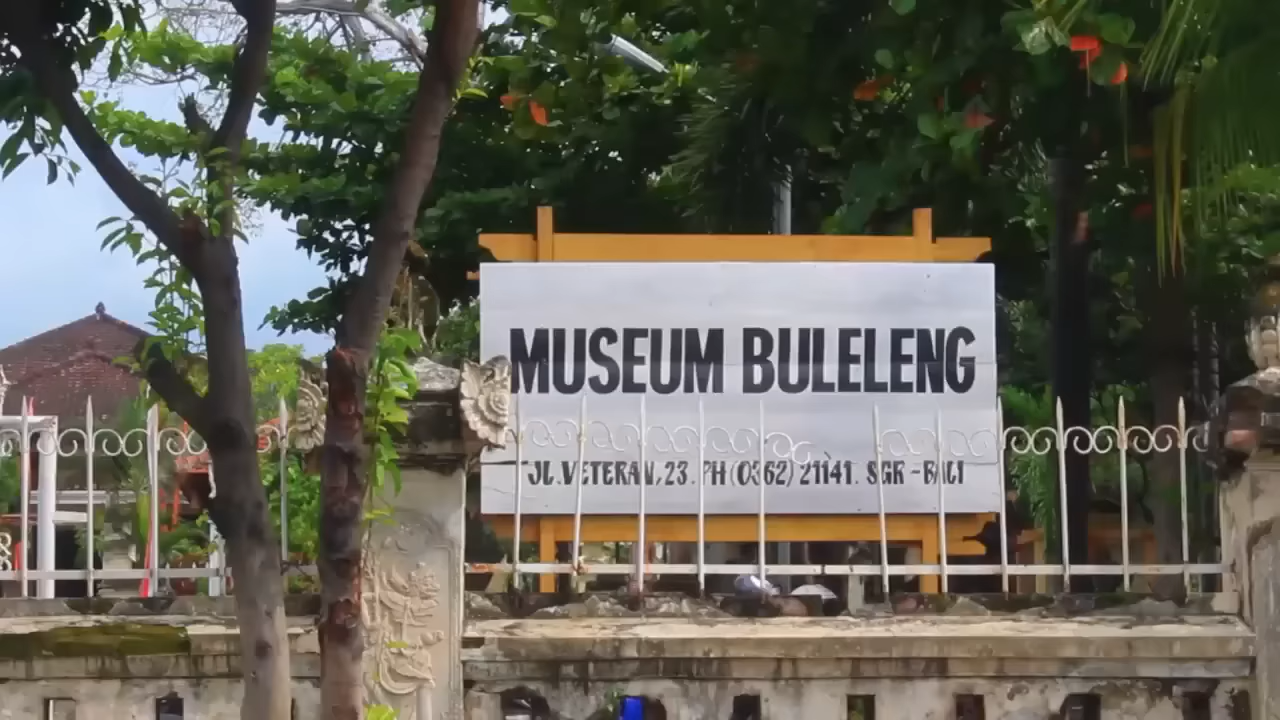 MUSEUM BULELENG
JL.VETERAN,23.PH (0362) 21141. SGR-BALI